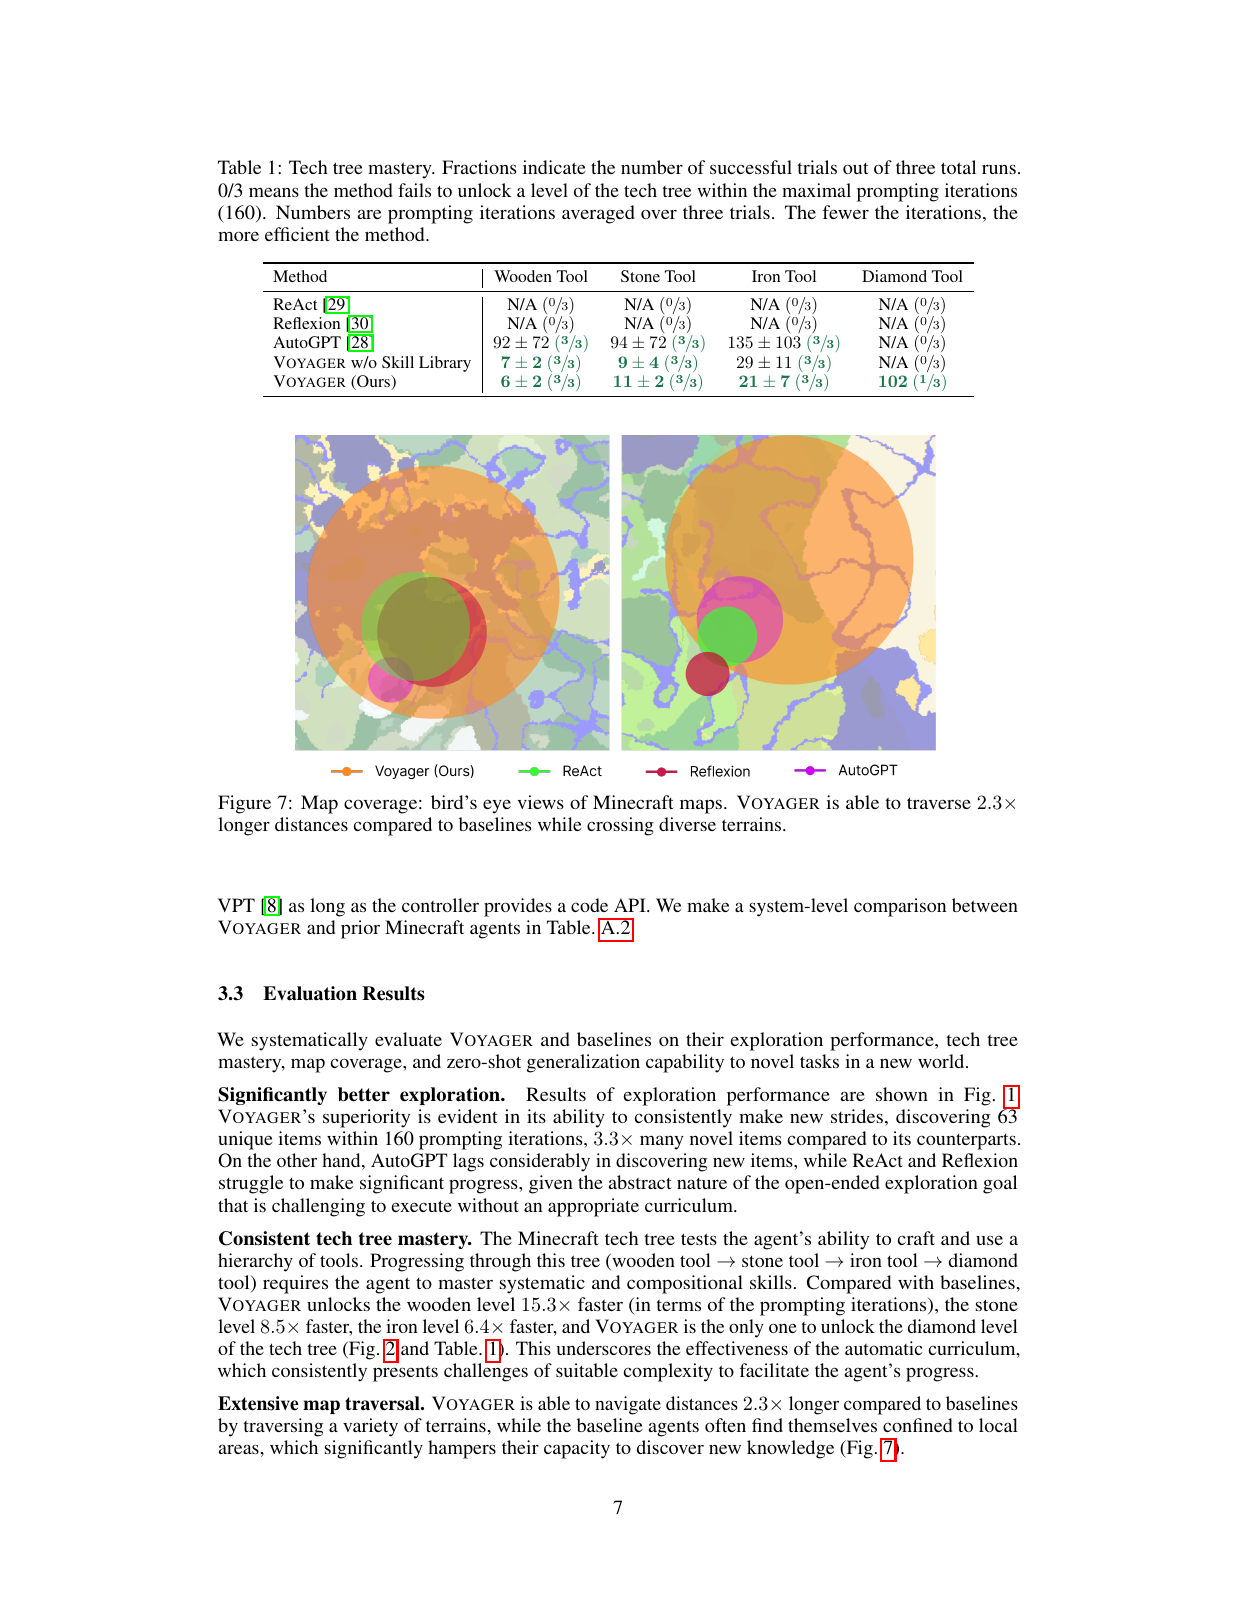 Table 1: Tech tree mastery. Fractions indicate the number of successful trials out of three total runs.
0/3 means the method fails to unlock a level of the tech tree within the maximal prompting iterations
(160). Numbers are prompting iterations averaged over three trials. The fewer the iterations, the
more efficient the method.
Method Wooden Tool Stone Tool Iron Tool Diamond Tool
ReAct [29] N/A (0/3) N/A (0/3) N/A (0/3) N/A (0/3)
Reflexion [30] N/A (0/3) N/A (0/3) N/A (0/3) N/A (0/3)
AutoGPT [28] 92 ± 72 (3/3) 94 ± 72 (3/3) 135 ± 103 (3/3) N/A (0/3)
VOYAGER w/o Skill Library 7 ± 2 (3/3) 9 ± 4 (3/3) 29 ± 11 (3/3) N/A (0/3)
VOYAGER (Ours) 6 ± 2 (3/3) 11 ± 2 (3/3) 21 ± 7 (3/3) 102 (1/3)
Voyager (Ours) ReAct Reflexion AutoGPT
Figure 7: Map coverage: bird's eye views of Minecraft maps. VOYAGER is able to traverse 2.3×
longer distances compared to baselines while crossing diverse terrains.
VPT [8] as long as the controller provides a code API. We make a system-level comparison between
VOYAGER and prior Minecraft agents in Table. A.2
3.3 Evaluation Results
We systematically evaluate VOYAGER and baselines on their exploration performance, tech tree
mastery, map coverage, and zero-shot generalization capability to novel tasks in a new world.
Significantly better exploration. Results of exploration performance are shown in Fig. 1
VOYAGER's superiority is evident in its ability to consistently make new strides, discovering 63
unique items within 160 prompting iterations, 3.3× many novel items compared to its counterparts.
On the other hand, AutoGPT lags considerably in discovering new items, while ReAct and Reflexion
struggle to make significant progress, given the abstract nature of the open-ended exploration goal
that is challenging to execute without an appropriate curriculum.
Consistent tech tree mastery. The Minecraft tech tree tests the agent's ability to craft and use a
hierarchy of tools. Progressing through this tree (wooden tool → stone tool → iron tool → diamond
tool) requires the agent to master systematic and compositional skills. Compared with baselines,
VOYAGER unlocks the wooden level 15.3× faster (in terms of the prompting iterations), the stone
level 8.5× faster, the iron level 6.4× faster, and VOYAGER is the only one to unlock the diamond level
of the tech tree (Fig. 2 and Table. 1). This underscores the effectiveness of the automatic curriculum,
which consistently presents challenges of suitable complexity to facilitate the agent's progress.
Extensive map traversal. VOYAGER is able to navigate distances 2.3× longer compared to baselines
by traversing a variety of terrains, while the baseline agents often find themselves confined to local
areas, which significantly hampers their capacity to discover new knowledge (Fig. 7).
7